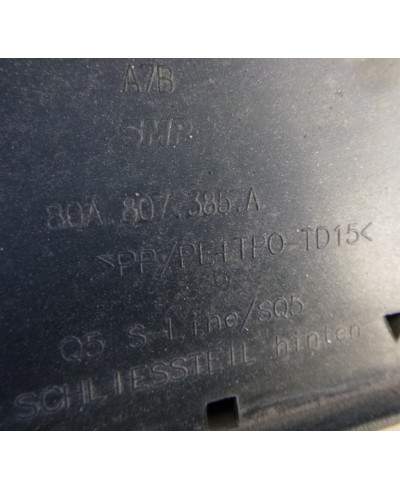 A7B
SMP
80A.807.385.A
>PP/PE+TPO-TD15<
Q5 S-Line/SQ5
SCHLIESSTEIL hinten